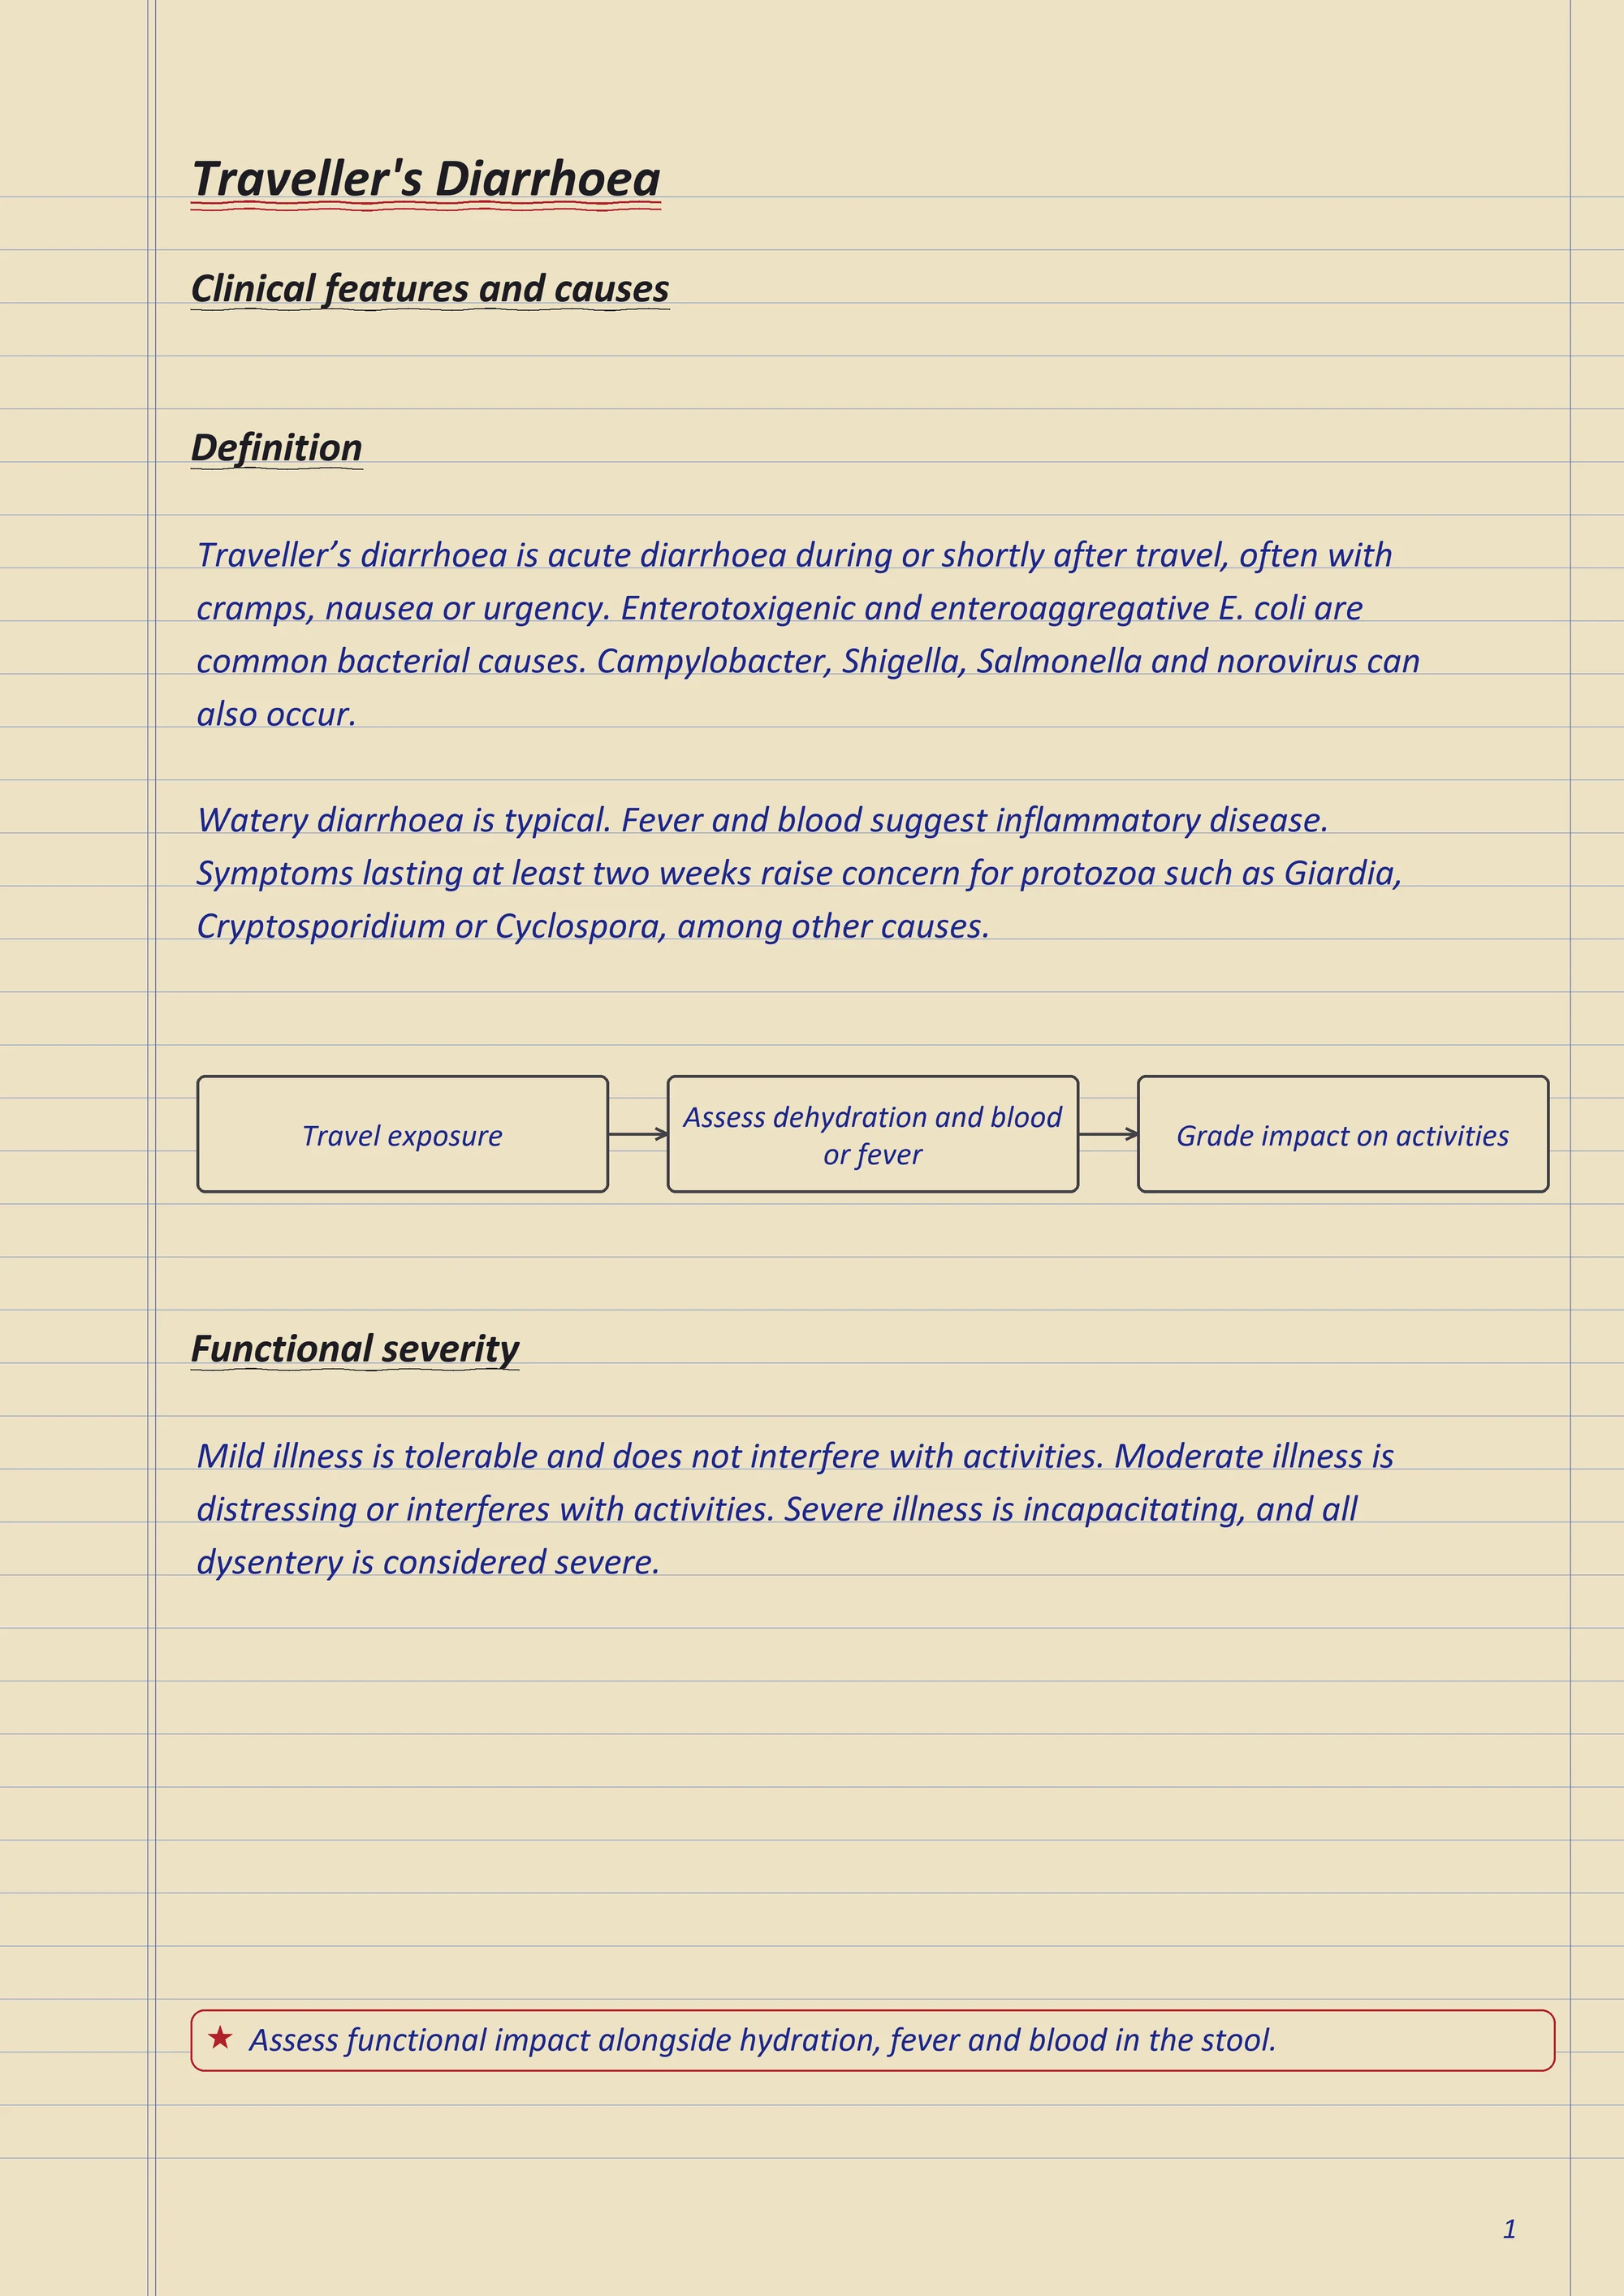 Traveller's Diarrhoea
Clinical features and causes
Definition
Traveller’s diarrhoea is acute diarrhoea during or shortly after travel, often with
cramps, nausea or urgency. Enterotoxigenic and enteroaggregative E. coli are
common bacterial causes. Campylobacter, Shigella, Salmonella and norovirus can
also occur.
Watery diarrhoea is typical. Fever and blood suggest inflammatory disease.
Symptoms lasting at least two weeks raise concern for protozoa such as Giardia,
Cryptosporidium or Cyclospora, among other causes.
Travel exposure
Assess dehydration and blood
or fever
Grade impact on activities
Functional severity
Mild illness is tolerable and does not interfere with activities. Moderate illness is
distressing or interferes with activities. Severe illness is incapacitating, and all
dysentery is considered severe.
★ Assess functional impact alongside hydration, fever and blood in the stool.
1